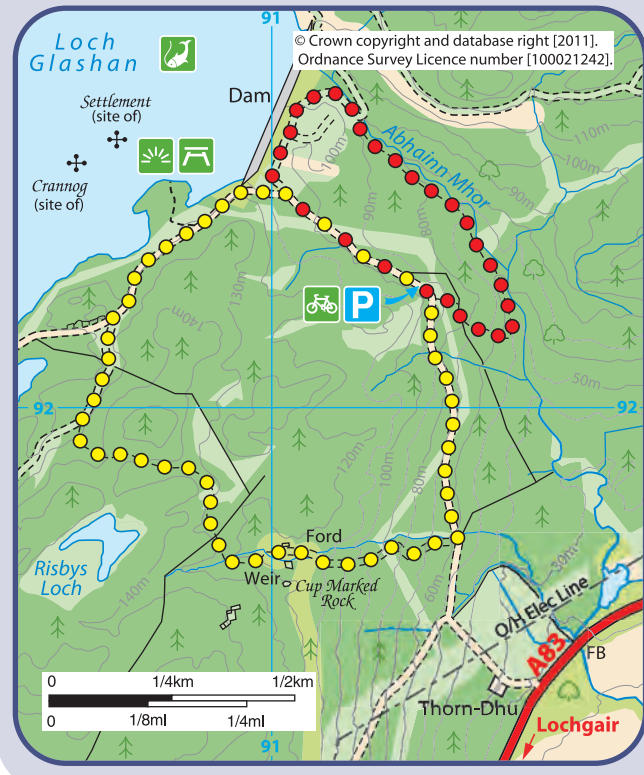 91
© Crown copyright and database right [2011].
Ordnance Survey Licence number [100021242].
Loch
Glashan
Dam
Settlement
(site of)
Crannog
(site of)
Abhainn Mhor
110m
100m
100m
90m
90m
80m
130m
140m
P
50m
92
92
120m
100m
80m
Ford
Weir
Cup Marked
Rock
Risbys
Loch
140m
60m
30m
O/H Elec Line
A83
FB
Thorn-Dhu
Lochgair
0
1/4km
1/2km
0
1/8ml
1/4ml
91